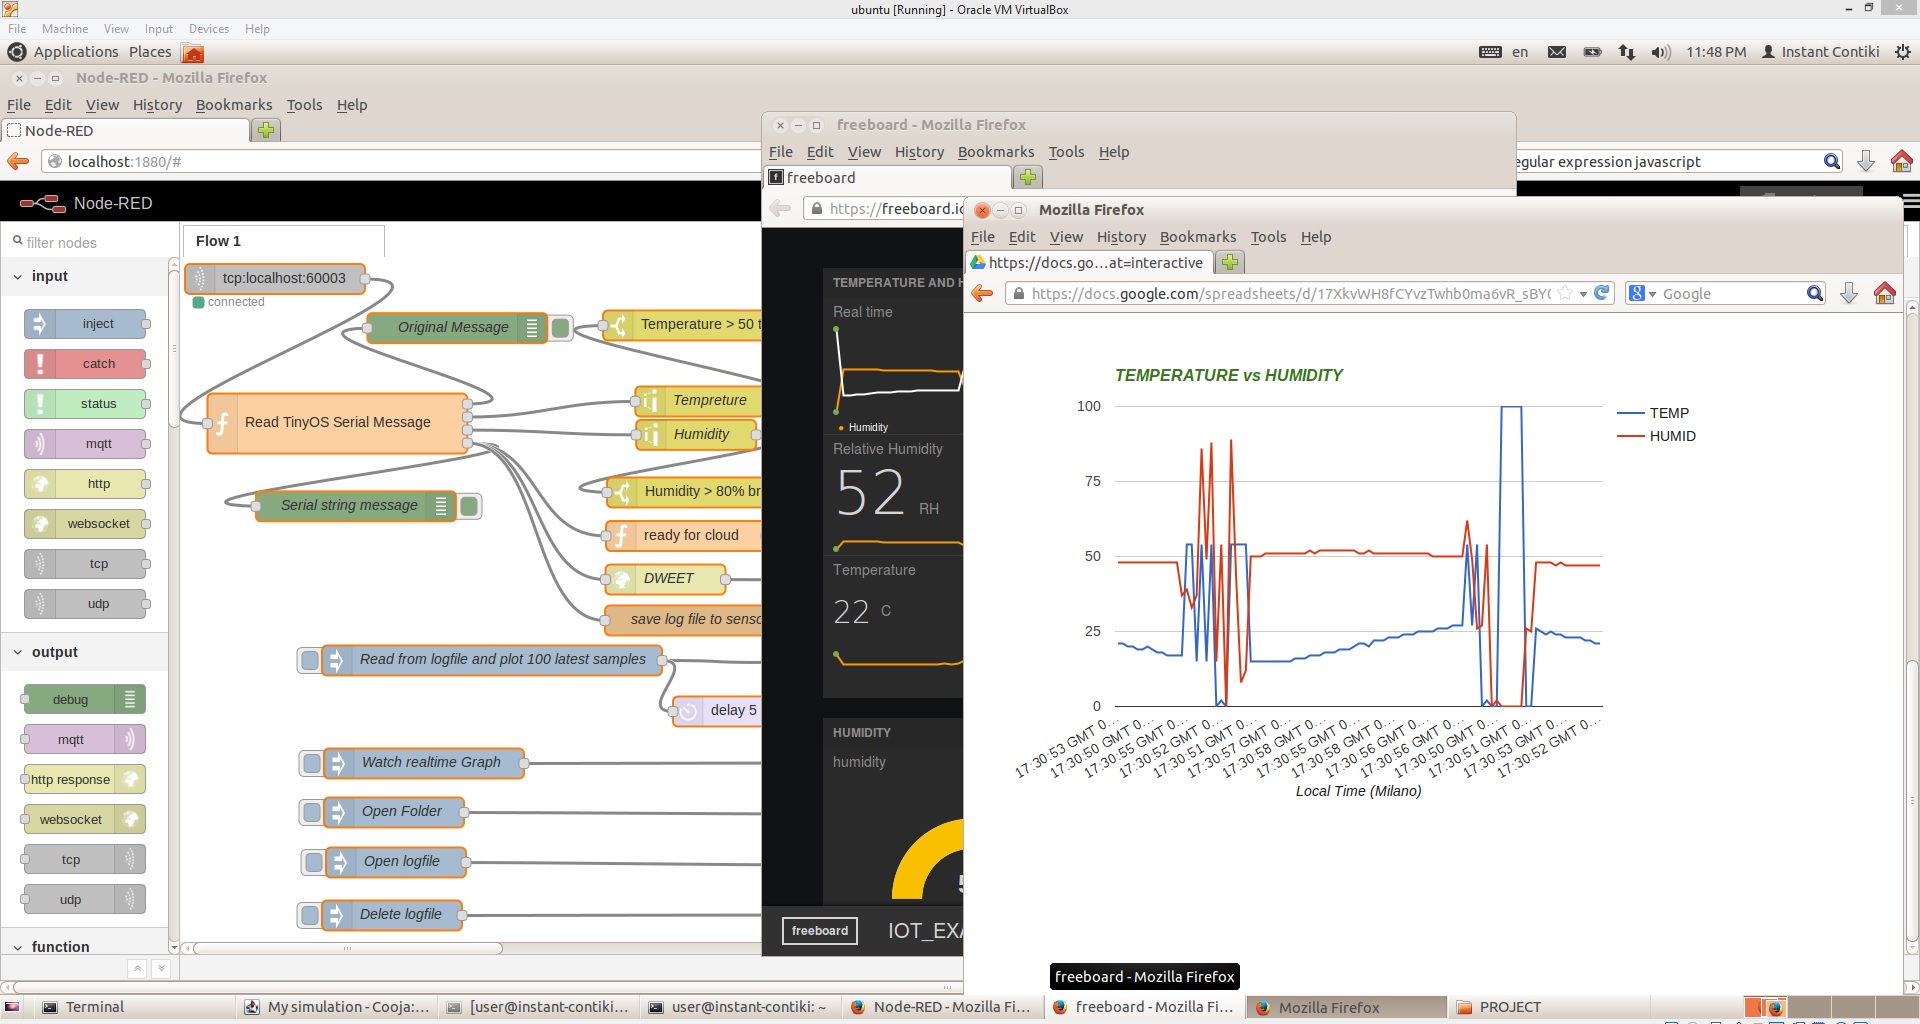 ubuntu [Running] - Oracle VM VirtualBox
File Machine View Input Devices Help
Applications Places en 11:48 PM Instant Contiki
Node-RED - Mozilla Firefox
File Edit View History Bookmarks Tools Help
Node-RED
localhost:1880/#
egular expression javascript
Node-RED
filter nodes
input
inject
catch
status
mqtt
http
websocket
tcp
udp
output
debug
mqtt
http response
websocket
tcp
udp
function
Flow 1
tcp:localhost:60003
connected
Original Message
Temperature > 50 t
Read TinyOS Serial Message
Tempreture
Humidity
Serial string message
Humidity > 80% br
ready for cloud
DWEET
save log file to senso
Read from logfile and plot 100 latest samples
delay 5
Watch realtime Graph
Open Folder
Open logfile
Delete logfile
freeboard - Mozilla Firefox
File Edit View History Bookmarks Tools Help
freeboard
https://freeboard.io
TEMPERATURE AND H
Real time
Humidity
Relative Humidity
52 RH
Temperature
22 C
HUMIDITY
humidity
freeboard
IOT_EXA
Mozilla Firefox
File Edit View History Bookmarks Tools Help
https://docs.go...at=interactive
https://docs.google.com/spreadsheets/d/17XkvWH8fCYvzTwhb0ma6vR_sBY(
Google
TEMPERATURE vs HUMIDITY
100
75
50
25
0
TEMP
HUMID
17:30:53 GMT 0...
17:30:50 GMT 0...
17:30:55 GMT 0...
17:30:52 GMT 0...
17:30:51 GMT 0...
17:30:57 GMT 0...
17:30:58 GMT 0...
17:30:55 GMT 0...
17:30:58 GMT 0...
17:30:56 GMT 0...
17:30:56 GMT 0...
17:30:50 GMT 0...
17:30:51 GMT 0...
17:30:53 GMT 0...
17:30:52 GMT 0...
Local Time (Milano)
freeboard - Mozilla Firefox
Terminal
My simulation - Cooja:...
[user@instant-contiki...
user@instant-contiki: ~
Node-RED - Mozilla Fi...
freeboard - Mozilla Fi...
Mozilla Firefox
PROJECT